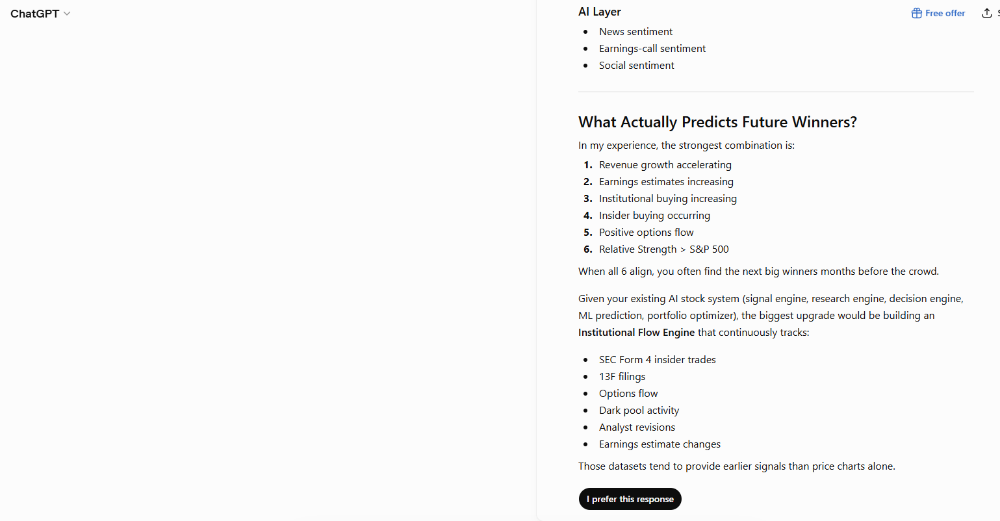 ChatGPT
AI Layer
Free offer
S
• News sentiment
• Earnings-call sentiment
• Social sentiment
What Actually Predicts Future Winners?
In my experience, the strongest combination is:
1. Revenue growth accelerating
2. Earnings estimates increasing
3. Institutional buying increasing
4. Insider buying occurring
5. Positive options flow
6. Relative Strength > S&P 500
When all 6 align, you often find the next big winners months before the crowd.
Given your existing AI stock system (signal engine, research engine, decision engine,
ML prediction, portfolio optimizer), the biggest upgrade would be building an
Institutional Flow Engine that continuously tracks:
• SEC Form 4 insider trades
• 13F filings
• Options flow
• Dark pool activity
• Analyst revisions
• Earnings estimate changes
Those datasets tend to provide earlier signals than price charts alone.
I prefer this response